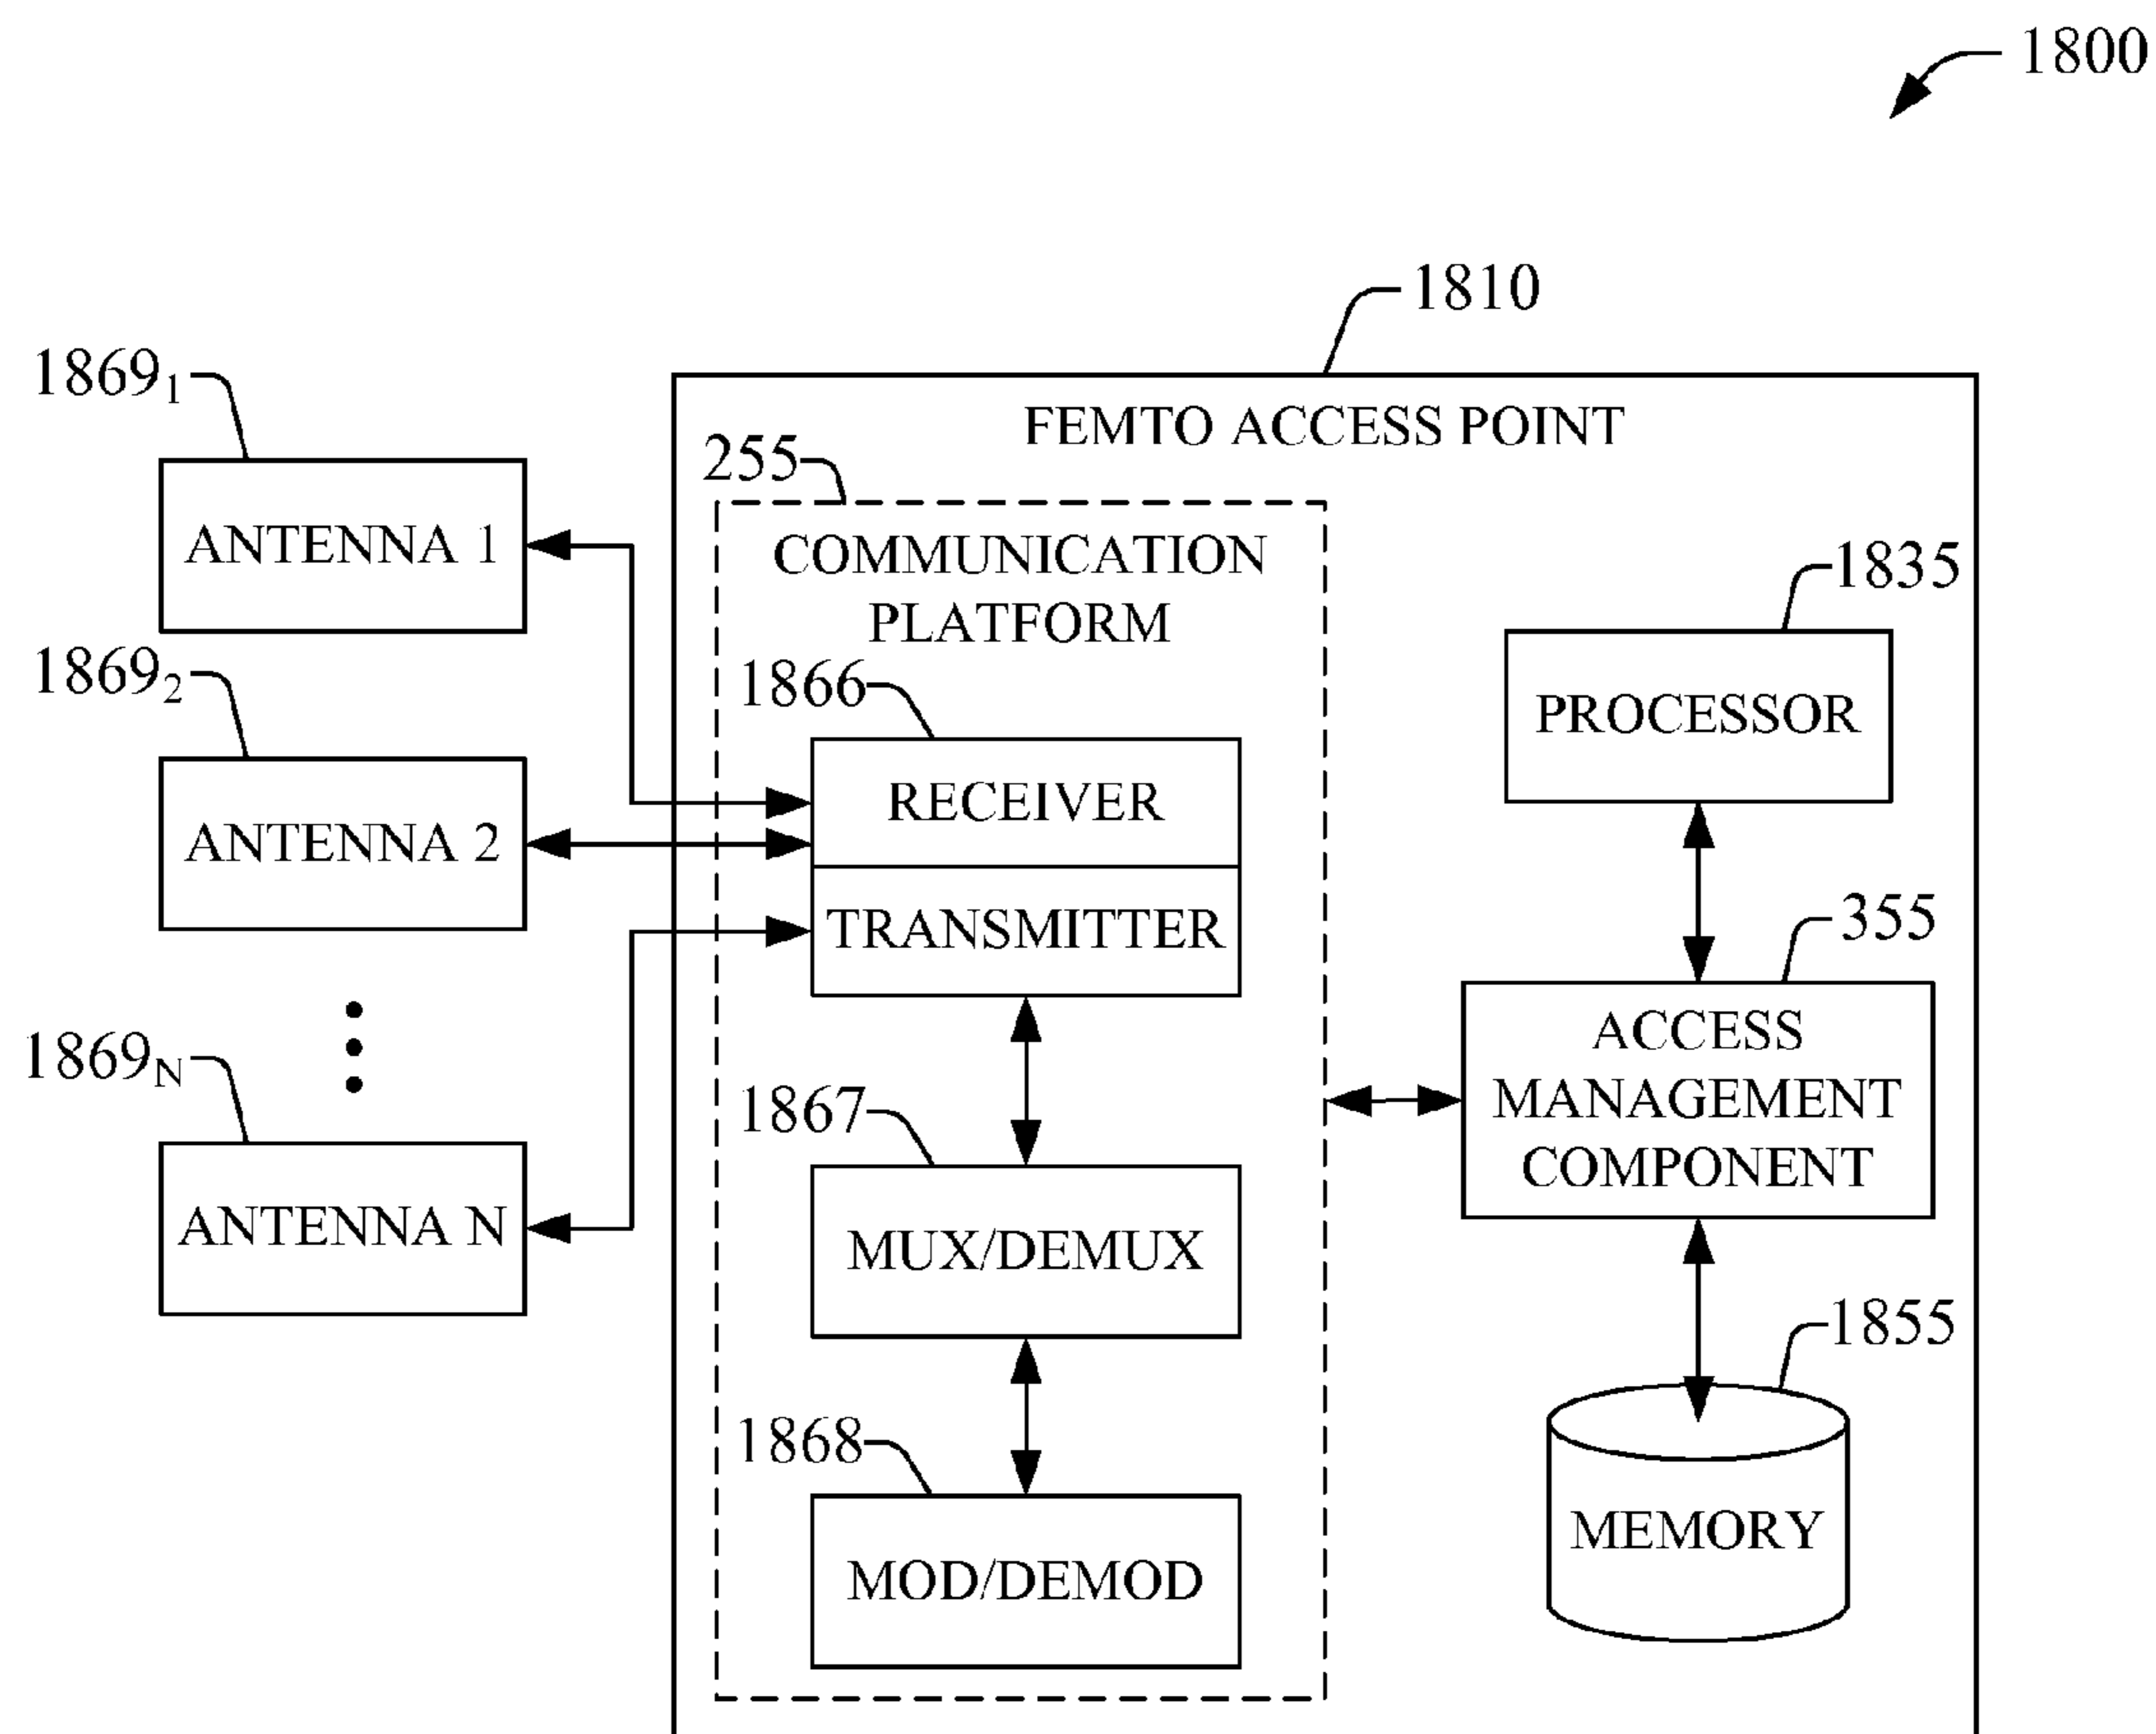 1800
1810
1869₁
FEMTO ACCESS POINT
255
ANTENNA 1
COMMUNICATION
PLATFORM
1835
1869₂
1866
PROCESSOR
RECEIVER
ANTENNA 2
355
TRANSMITTER
ACCESS
MANAGEMENT
COMPONENT
1869N
1867
ANTENNA N
MUX/DEMUX
1855
1868
MEMORY
MOD/DEMOD